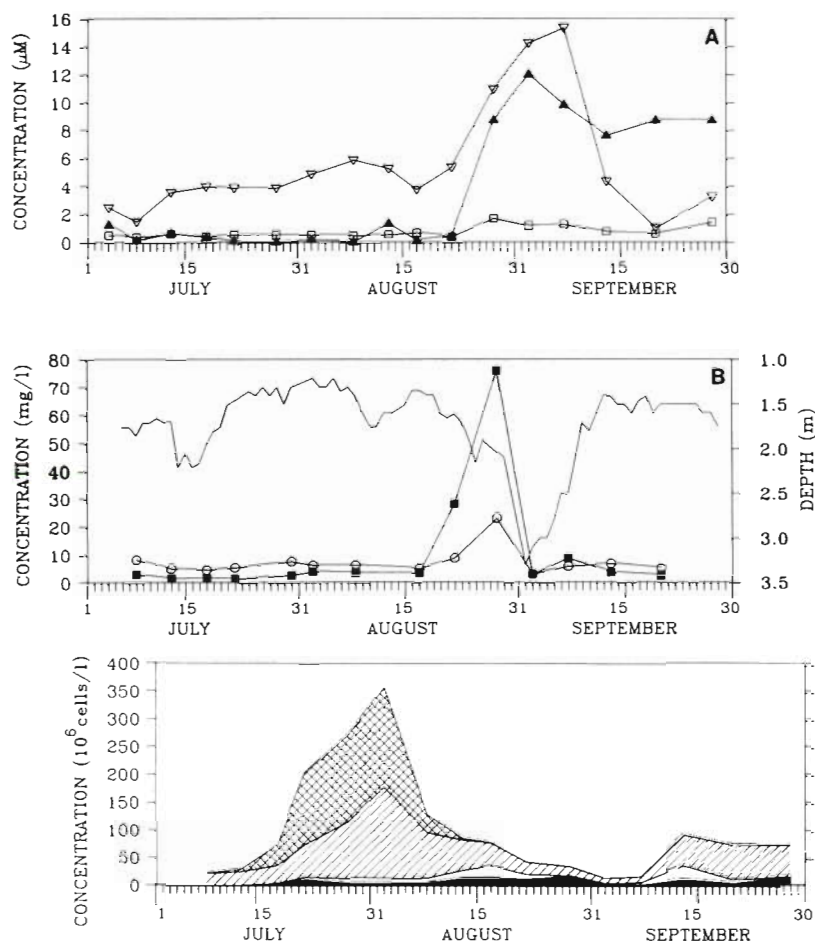 A
CONCENTRATION (μM)
16
14
12
10
8
6
4
2
0
1 15 31 15 31 15 30
JULY AUGUST SEPTEMBER
B
CONCENTRATION (mg/l)
80
70
60
50
40
30
20
10
0
1.0
1.5
2.0
2.5
3.0
3.5
DEPTH (m)
1 15 31 15 31 15 30
JULY AUGUST SEPTEMBER
CONCENTRATION (10⁶ cells/l)
400
350
300
250
200
150
100
50
0
1 15 31 15 31 15 30
JULY AUGUST SEPTEMBER